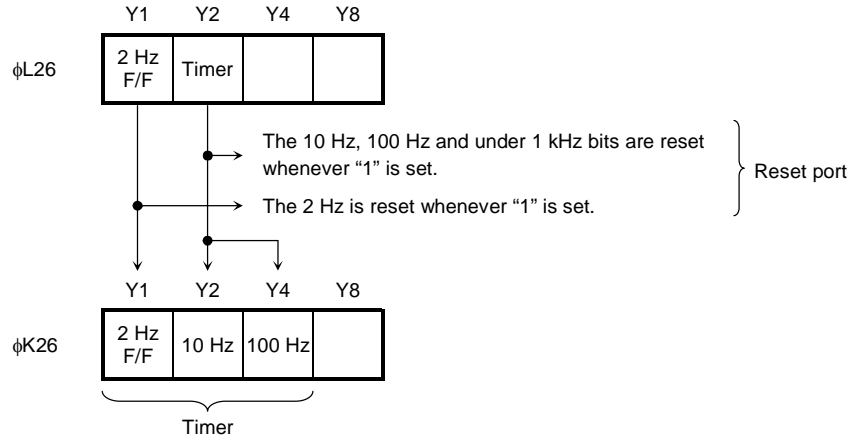 Y1 Y2 Y4 Y8
ϕL26
2 Hz
F/F
Timer
The 10 Hz, 100 Hz and under 1 kHz bits are reset
whenever “1” is set.
Reset port
The 2 Hz is reset whenever “1” is set.
Y1 Y2 Y4 Y8
ϕK26
2 Hz
F/F
10 Hz
100 Hz
Timer